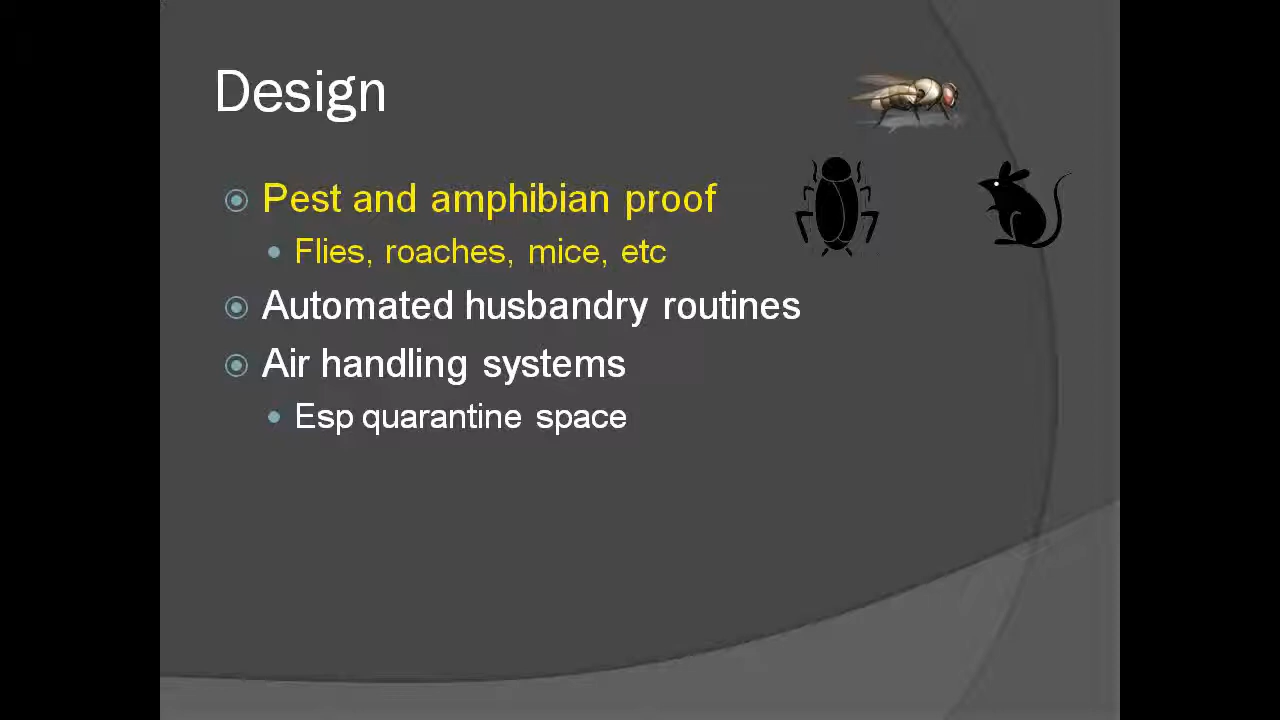 Design
Pest and amphibian proof
Flies, roaches, mice, etc
Automated husbandry routines
Air handling systems
Esp quarantine space